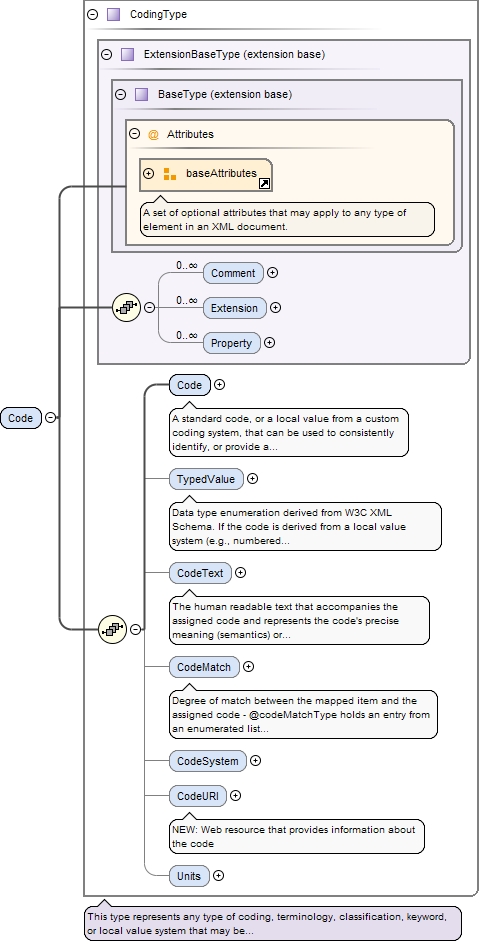 CodingType
ExtensionBaseType (extension base)
BaseType (extension base)
@ Attributes
baseAttributes
A set of optional attributes that may apply to any type of
element in an XML document.
0..∞
Comment
0..∞
Extension
0..∞
Property
Code
Code
A standard code, or a local value from a custom
coding system, that can be used to consistently
identify, or provide a...
TypedValue
Data type enumeration derived from W3C XML
Schema. If the code is derived from a local value
system (e.g., numbered...
CodeText
The human readable text that accompanies the
assigned code and represents the code's precise
meaning (semantics) or...
CodeMatch
Degree of match between the mapped item and the
assigned code - @codeMatchType holds an entry from
an enumerated list...
CodeSystem
CodeURI
NEW: Web resource that provides information about
the code
Units
This type represents any type of coding, terminology, classification, keyword,
or local value system that may be...